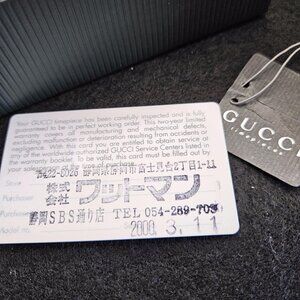 Your GUCCI timepiece has been carefully inspected and is fully
guaranteed to be in perfect working order. This two-year limited
warranty covers all manufacturing and mechanical defects,
excluding malfunction or deterioration resulting from accidents or
negligence. With this card you are entitled to obtain service at
any of the worldwide authorized GUCCI Service Centers listed in
the warranty booklet. To be valid, this card must be filled out by
your salesperson at the time of purchase.
静岡県静岡市富士見台2丁目1-11
Store
株式会社 ワットマン
Purchase
静岡SBS通り店 TEL 054-289-709
Purchase
2000. 3. 11
Model no.
GUCCI
timepieces